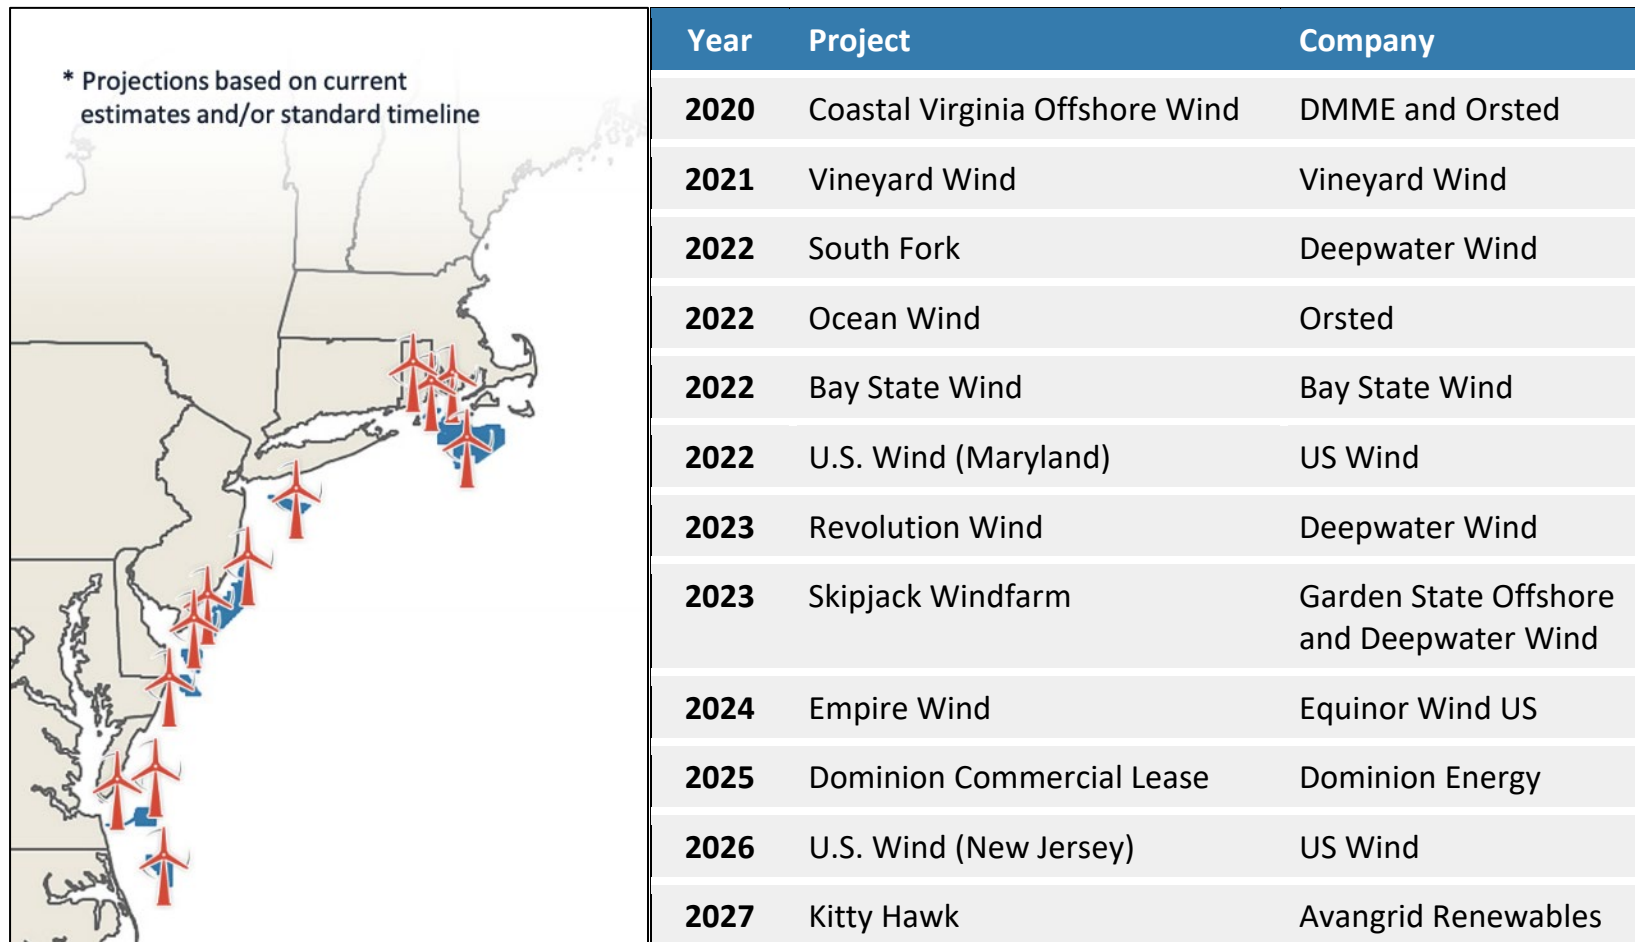 * Projections based on current
estimates and/or standard timeline
Year Project Company
2020 Coastal Virginia Offshore Wind DMME and Orsted
2021 Vineyard Wind Vineyard Wind
2022 South Fork Deepwater Wind
2022 Ocean Wind Orsted
2022 Bay State Wind Bay State Wind
2022 U.S. Wind (Maryland) US Wind
2023 Revolution Wind Deepwater Wind
2023 Skipjack Windfarm Garden State Offshore
and Deepwater Wind
2024 Empire Wind Equinor Wind US
2025 Dominion Commercial Lease Dominion Energy
2026 U.S. Wind (New Jersey) US Wind
2027 Kitty Hawk Avangrid Renewables